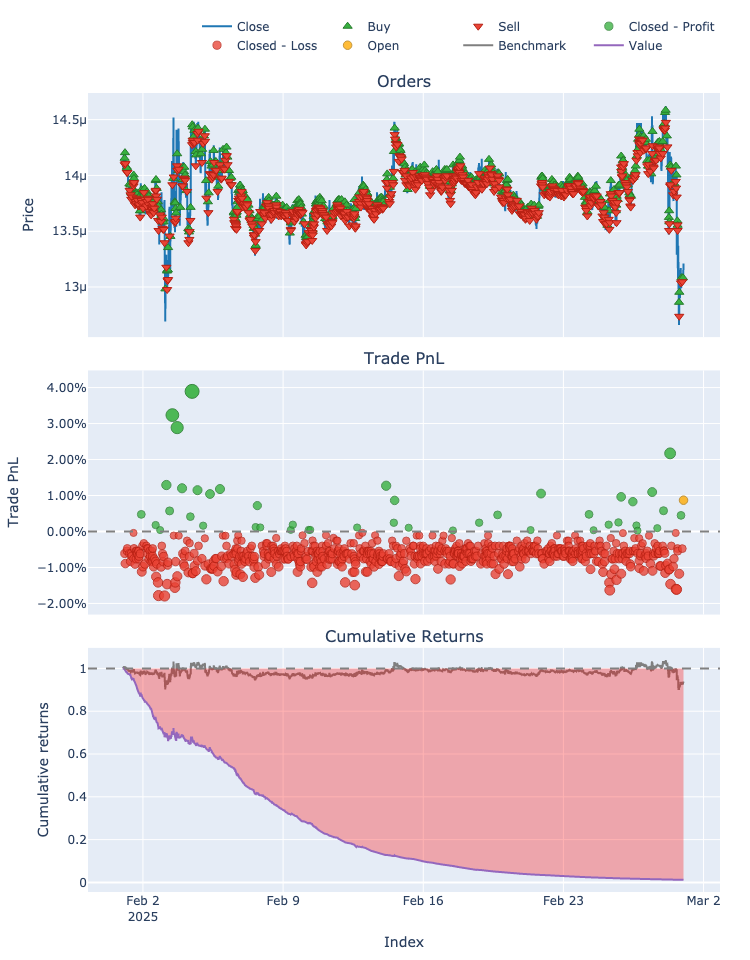 Close Buy Sell Closed - Profit
Closed - Loss Open Benchmark Value
Orders
14.5μ
14μ
13.5μ
13μ
Price
Trade PnL
4.00%
3.00%
2.00%
1.00%
0.00%
−1.00%
−2.00%
Trade PnL
Cumulative Returns
1
0.8
0.6
0.4
0.2
0
Cumulative returns
Feb 2 Feb 9 Feb 16 Feb 23 Mar 2
2025
Index